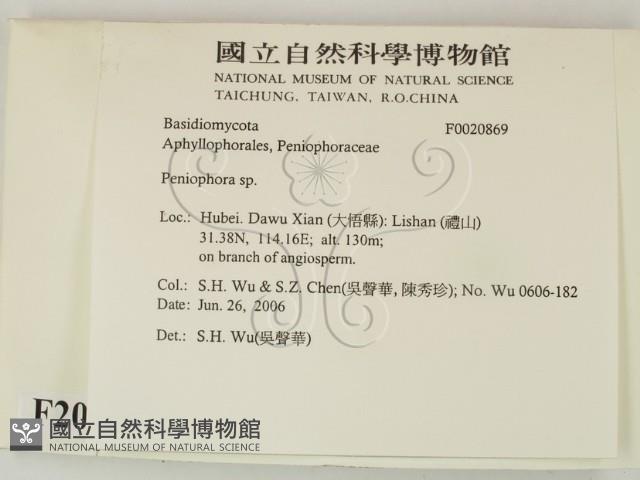 國立自然科學博物館
NATIONAL MUSEUM OF NATURAL SCIENCE
TAICHUNG, TAIWAN, R.O.CHINA
Basidiomycota F0020869
Aphyllophorales, Peniophoraceae
Peniophora sp.
Loc.: Hubei. Dawu Xian (大悟縣): Lishan (禮山)
31.38N, 114.16E; alt. 130m;
on branch of angiosperm.
Col.: S.H. Wu & S.Z. Chen(吳聲華, 陳秀珍); No. Wu 0606-182
Date: Jun. 26, 2006
Det.: S.H. Wu(吳聲華)
F20
國立自然科學博物館
NATIONAL MUSEUM OF NATURAL SCIENCE